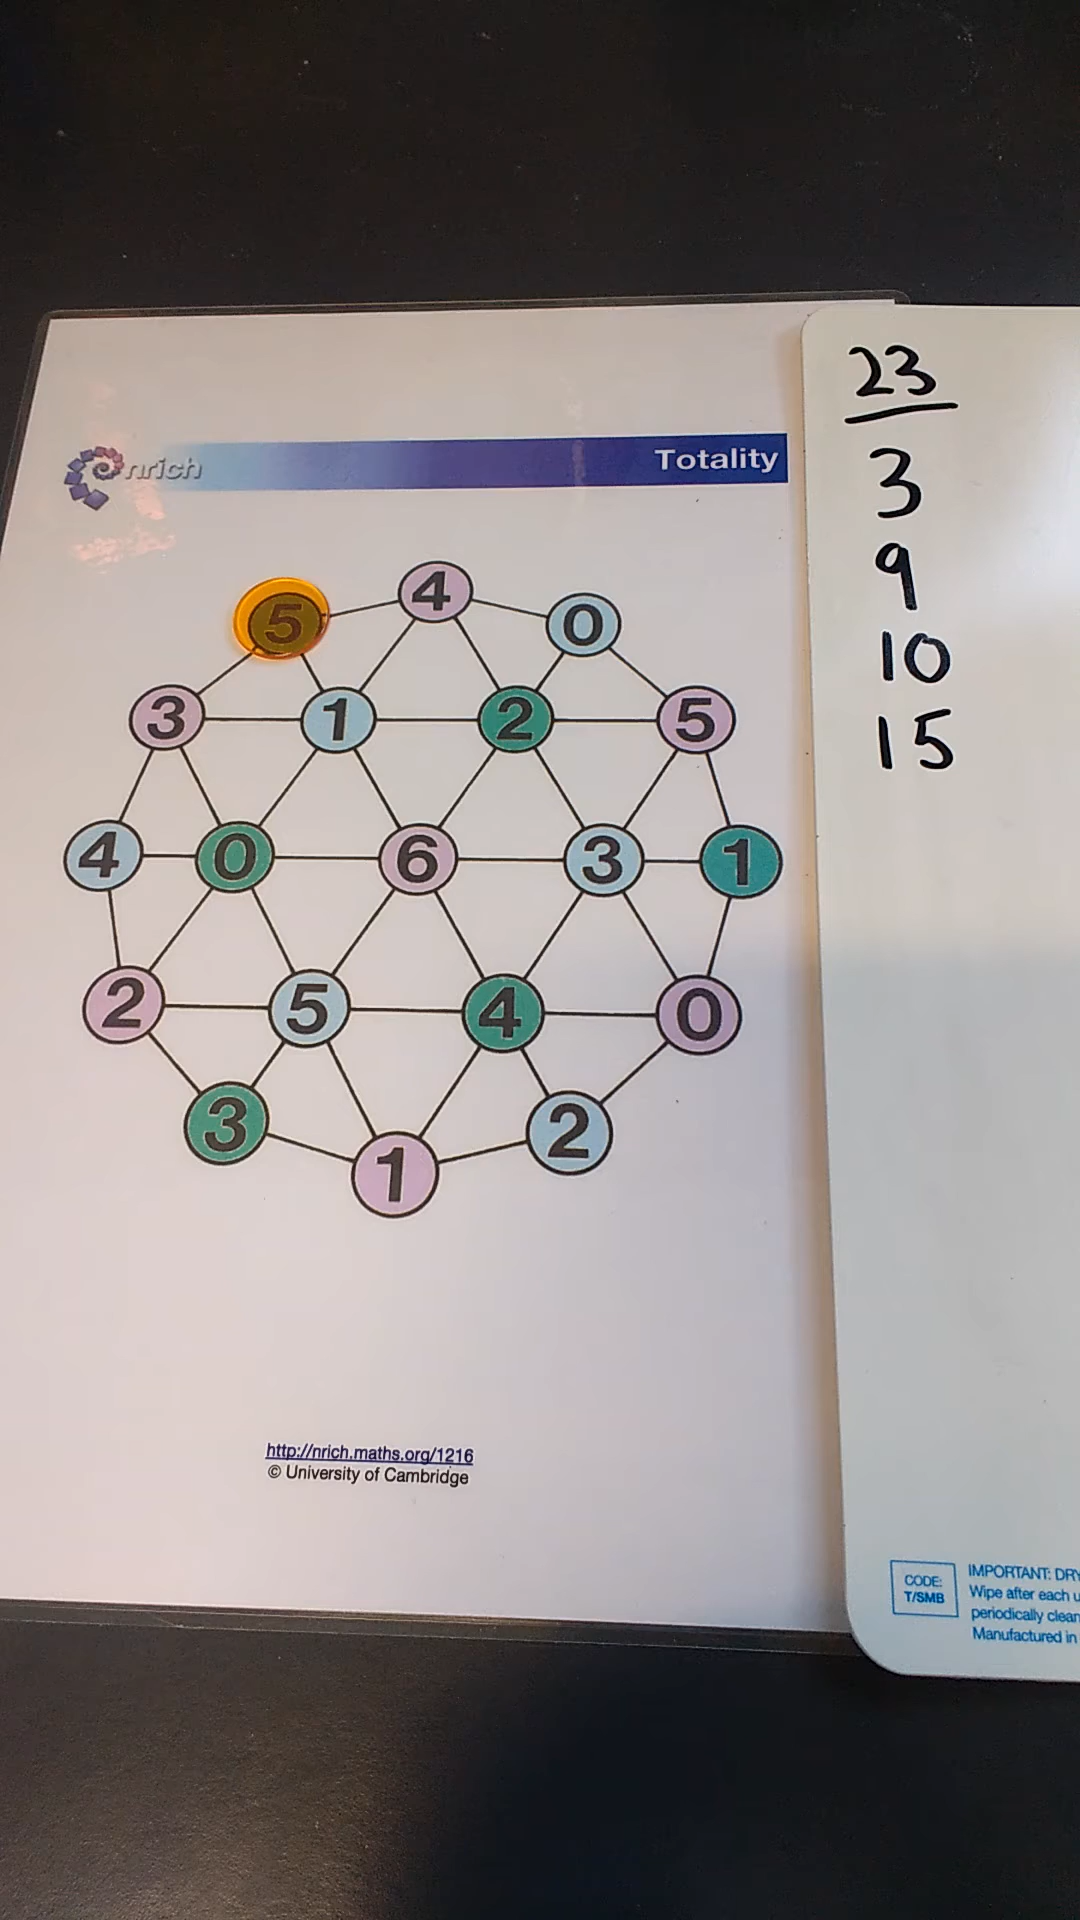 23
3
9
10
15
nrich
Totality
5 4 0
3 1 2 5
4 0 6 3 1
2 5 4 0
3 1 2
http://nrich.maths.org/1216
© University of Cambridge
CODE:
T/SMB
IMPORTANT: DRY
Wipe after each
periodically clean
Manufactured in